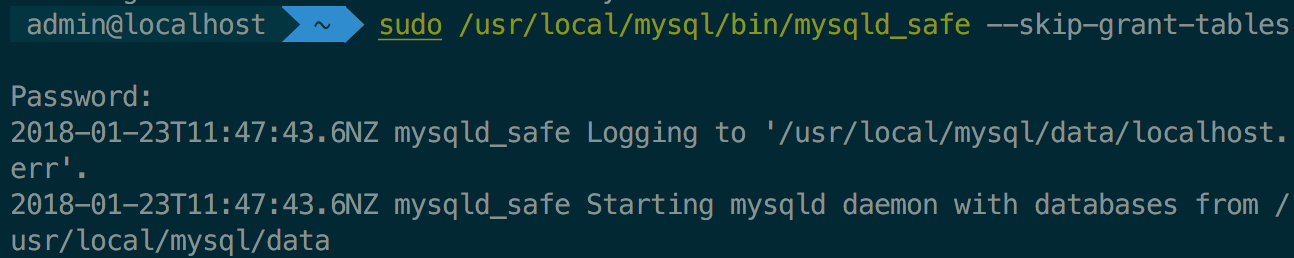 admin@localhost ~ sudo /usr/local/mysql/bin/mysqld_safe --skip-grant-tables
Password:
2018-01-23T11:47:43.6NZ mysqld_safe Logging to '/usr/local/mysql/data/localhost.
err'.
2018-01-23T11:47:43.6NZ mysqld_safe Starting mysqld daemon with databases from /
usr/local/mysql/data